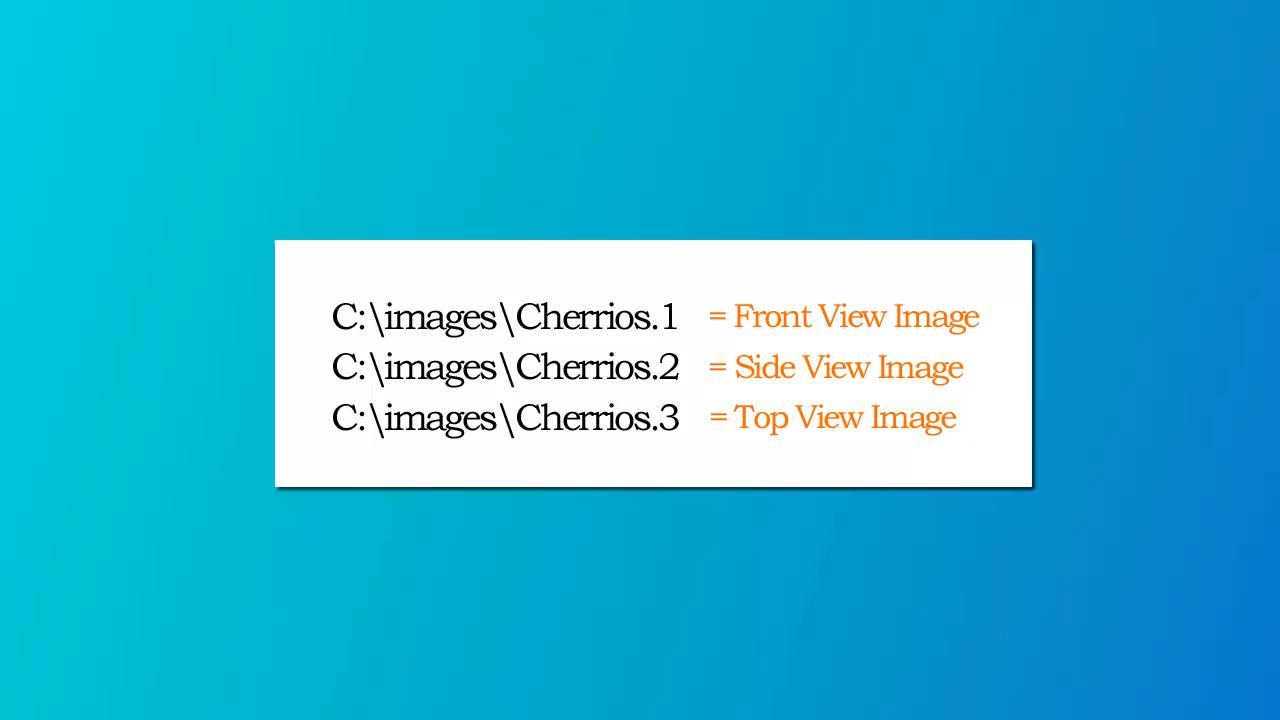 C:\images\Cherrios.1 = Front View Image
C:\images\Cherrios.2 = Side View Image
C:\images\Cherrios.3 = Top View Image